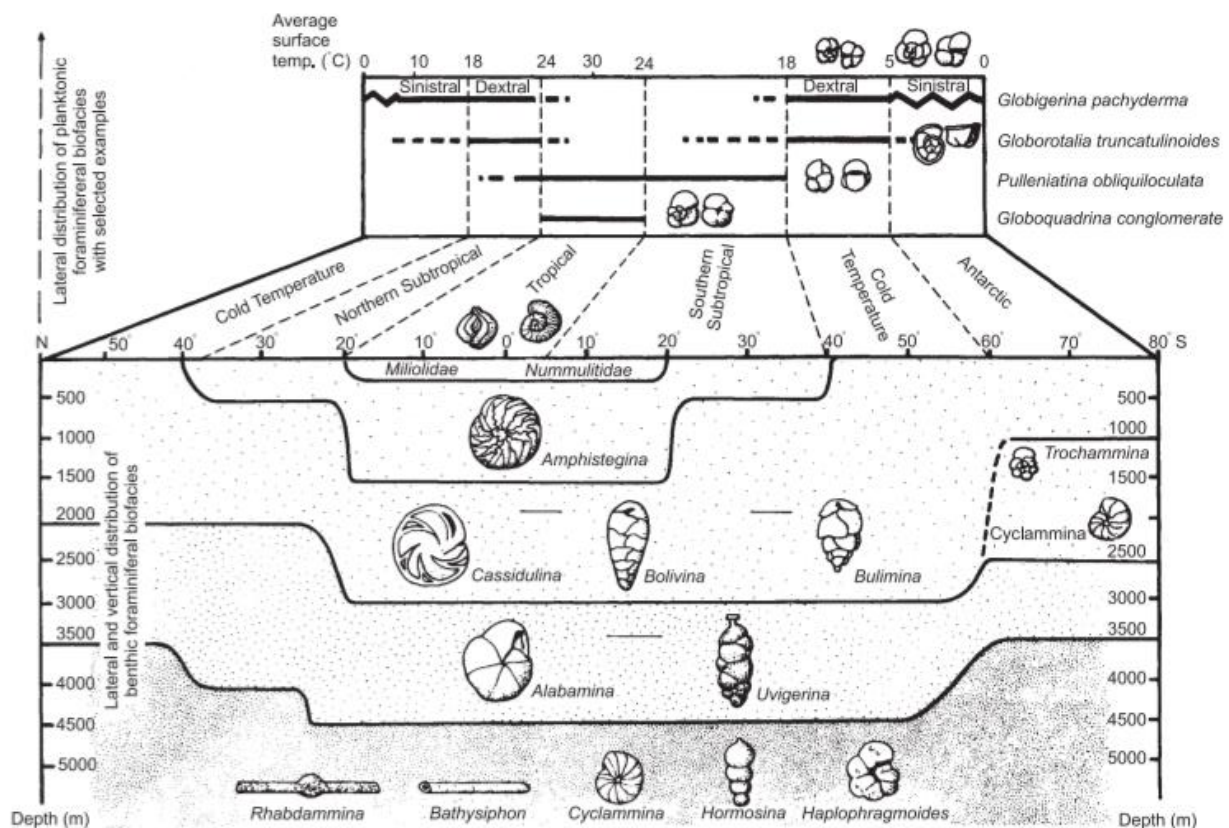 Average
surface
temp. (°C)
0 10 18 24 30 24 18 5 0
Sinistral Dextral Dextral Sinistral
Globigerina pachyderma
Globorotalia truncatulinoides
Pulleniatina obliquiloculata
Globoquadrina conglomerate
Lateral distribution of planktonic
foraminifereral biofacies
with selected examples
Cold Temperature
Northern Subtropical
Tropical
Southern
Subtropical
Cold
Temperature
Antarctic
N 50° 40° 30° 20° 10° 0° 10° 20° 30° 40° 50° 60° 70° 80° S
Miliolidae Nummulitidae
500 500
1000 1000
Amphistegina Trochammina
1500 1500
2000
Cyclammina
2500 2500
Cassidulina Bolivina Bulimina
3000 3000
3500 3500
4000 4000
Alabamina Uvigerina
4500 4500
5000 5000
Lateral and vertical distribution of
benthic foraminiferal biofacies
Rhabdammina Bathysiphon Cyclammina Hormosina Haplophragmoides
Depth (m) Depth (m)